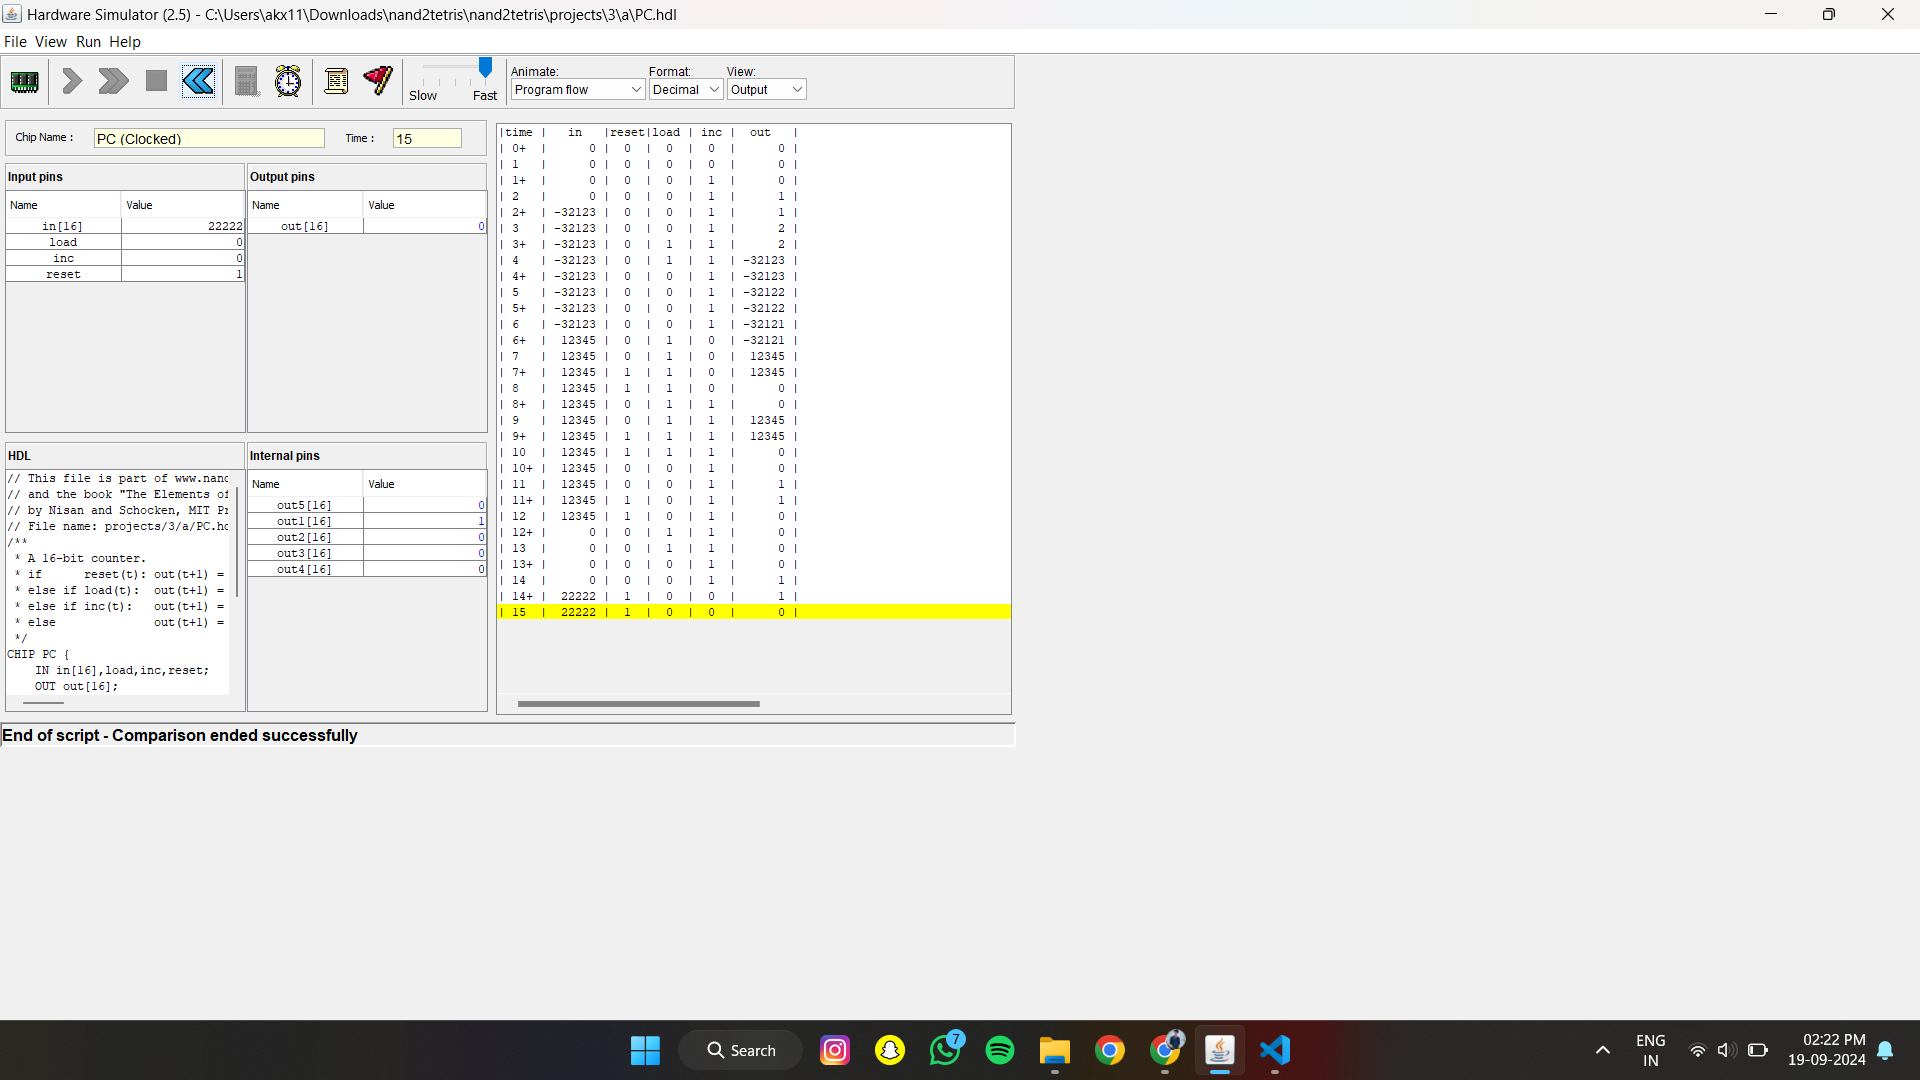 Hardware Simulator (2.5) - C:\Users\akx11\Downloads\nand2tetris\nand2tetris\projects\3\a\PC.hdl
File View Run Help
Slow Fast
Animate: Format: View:
Program flow Decimal Output
Chip Name : PC (Clocked) Time : 15
Input pins
Name Value
in[16] 22222
load 0
inc 0
reset 1
Output pins
Name Value
out[16] 0
HDL
// This file is part of www.nand
// and the book "The Elements of
// by Nisan and Schocken, MIT Pr
// File name: projects/3/a/PC.hd
/**
* A 16-bit counter.
* if reset(t): out(t+1) =
* else if load(t): out(t+1) =
* else if inc(t): out(t+1) =
* else out(t+1) =
*/
CHIP PC {
IN in[16],load,inc,reset;
OUT out[16];
Internal pins
Name Value
out5[16] 0
out1[16] 1
out2[16] 0
out3[16] 0
out4[16] 0
|time | in |reset|load | inc | out |
| 0+ | 0 | 0 | 0 | 0 | 0 |
| 1 | 0 | 0 | 0 | 0 | 0 |
| 1+ | 0 | 0 | 0 | 1 | 0 |
| 2 | 0 | 0 | 0 | 1 | 1 |
| 2+ | -32123 | 0 | 0 | 1 | 1 |
| 3 | -32123 | 0 | 0 | 1 | 2 |
| 3+ | -32123 | 0 | 1 | 1 | 2 |
| 4 | -32123 | 0 | 1 | 1 | -32123 |
| 4+ | -32123 | 0 | 0 | 1 | -32123 |
| 5 | -32123 | 0 | 0 | 1 | -32122 |
| 5+ | -32123 | 0 | 0 | 1 | -32122 |
| 6 | -32123 | 0 | 0 | 1 | -32121 |
| 6+ | 12345 | 0 | 1 | 0 | -32121 |
| 7 | 12345 | 0 | 1 | 0 | 12345 |
| 7+ | 12345 | 1 | 1 | 0 | 12345 |
| 8 | 12345 | 1 | 1 | 0 | 0 |
| 8+ | 12345 | 0 | 1 | 1 | 0 |
| 9 | 12345 | 0 | 1 | 1 | 12345 |
| 9+ | 12345 | 1 | 1 | 1 | 12345 |
| 10 | 12345 | 1 | 1 | 1 | 0 |
| 10+ | 12345 | 0 | 0 | 1 | 0 |
| 11 | 12345 | 0 | 0 | 1 | 1 |
| 11+ | 12345 | 1 | 0 | 1 | 1 |
| 12 | 12345 | 1 | 0 | 1 | 0 |
| 12+ | 0 | 0 | 1 | 1 | 0 |
| 13 | 0 | 0 | 1 | 1 | 0 |
| 13+ | 0 | 0 | 0 | 1 | 0 |
| 14 | 0 | 0 | 0 | 1 | 1 |
| 14+ | 22222 | 1 | 0 | 0 | 1 |
| 15 | 22222 | 1 | 0 | 0 | 0 |
End of script - Comparison ended successfully
Search
7
ENG
IN
02:22 PM
19-09-2024